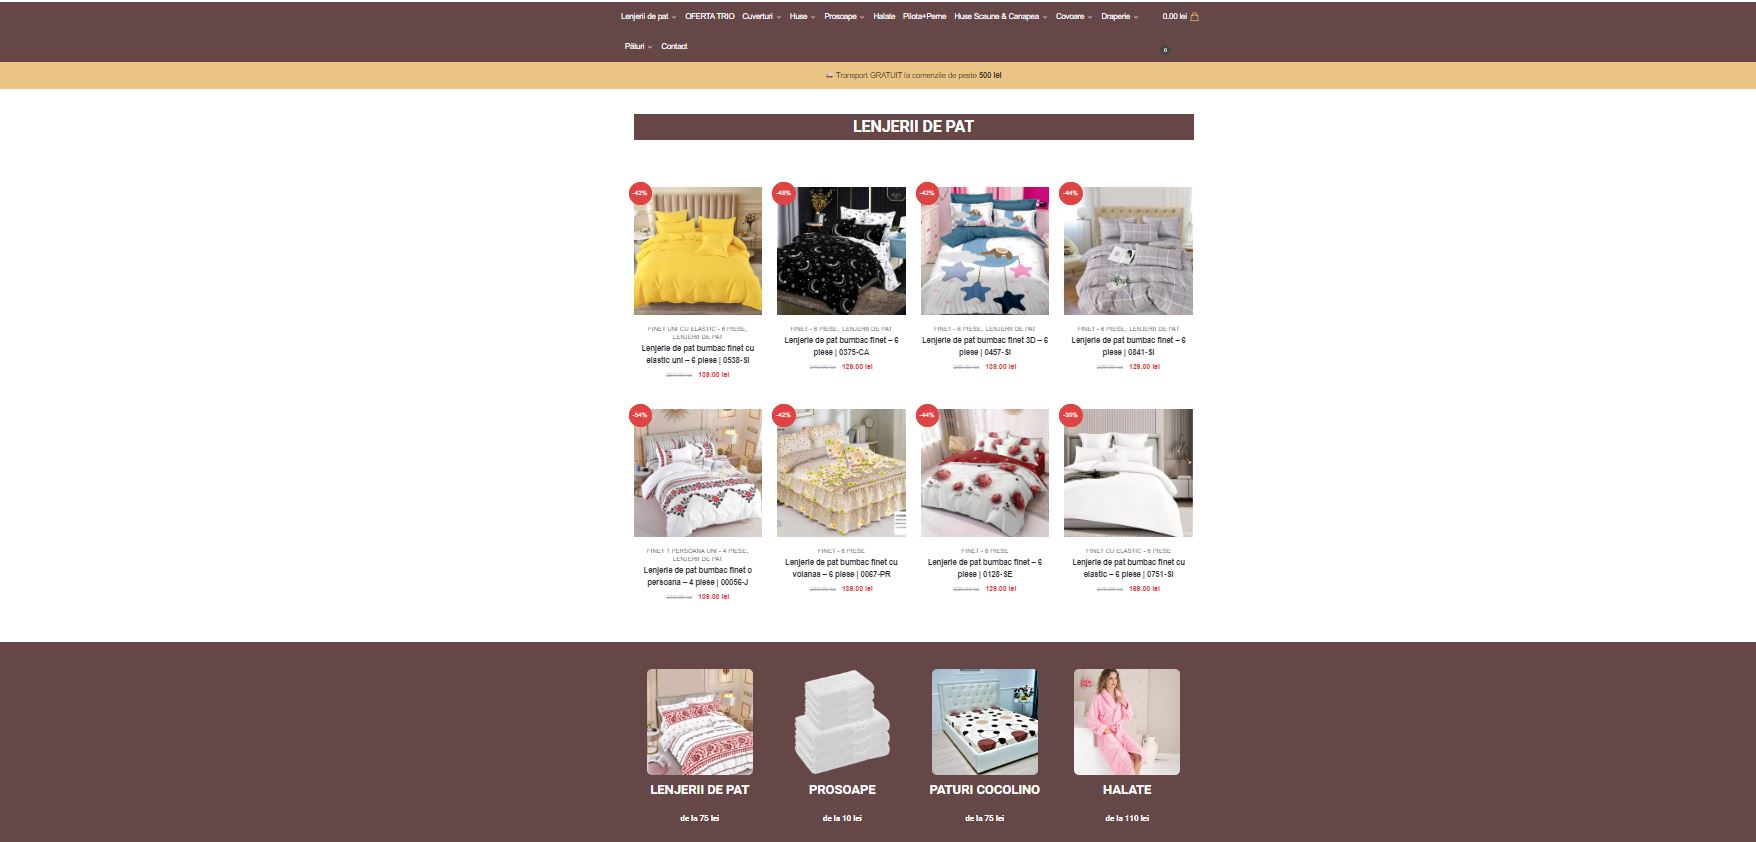 Lenjerii de pat OFERTA TRIO Cuverturi Huse Prosoape Halate Pilota+Perne Huse Scaune & Canapea Covoare Draperie 0.00 lei
Pături Contact 0
Transport GRATUIT la comenzile de peste 500 lei
LENJERII DE PAT
-42% -48% -42% -44%
FINET UNI CU ELASTIC - 6 PIESE, LENJERII DE PAT
Lenjerie de pat bumbac finet cu
elastic uni – 6 piese | 0538-SI
139.00 lei
FINET - 6 PIESE, LENJERII DE PAT
Lenjerie de pat bumbac finet – 6
piese | 0375-CA
129.00 lei
FINET - 6 PIESE, LENJERII DE PAT
Lenjerie de pat bumbac finet 3D – 6
piese | 0457-SI
139.00 lei
FINET - 6 PIESE, LENJERII DE PAT
Lenjerie de pat bumbac finet – 6
piese | 0841-SI
129.00 lei
-54% -42% -44% -39%
FINET 1 PERSOANA UNI - 4 PIESE,
LENJERII DE PAT
Lenjerie de pat bumbac finet o
persoana – 4 piese | 00056-J
109.00 lei
FINET - 6 PIESE
Lenjerie de pat bumbac finet cu
volanas – 6 piese | 0067-PR
139.00 lei
FINET - 6 PIESE
Lenjerie de pat bumbac finet – 6
piese | 0128-SE
129.00 lei
FINET CU ELASTIC - 6 PIESE
Lenjerie de pat bumbac finet cu
elastic – 6 piese | 0751-SI
169.00 lei
LENJERII DE PAT PROSOAPE PATURI COCOLINO HALATE
de la 75 lei de la 10 lei de la 75 lei de la 110 lei